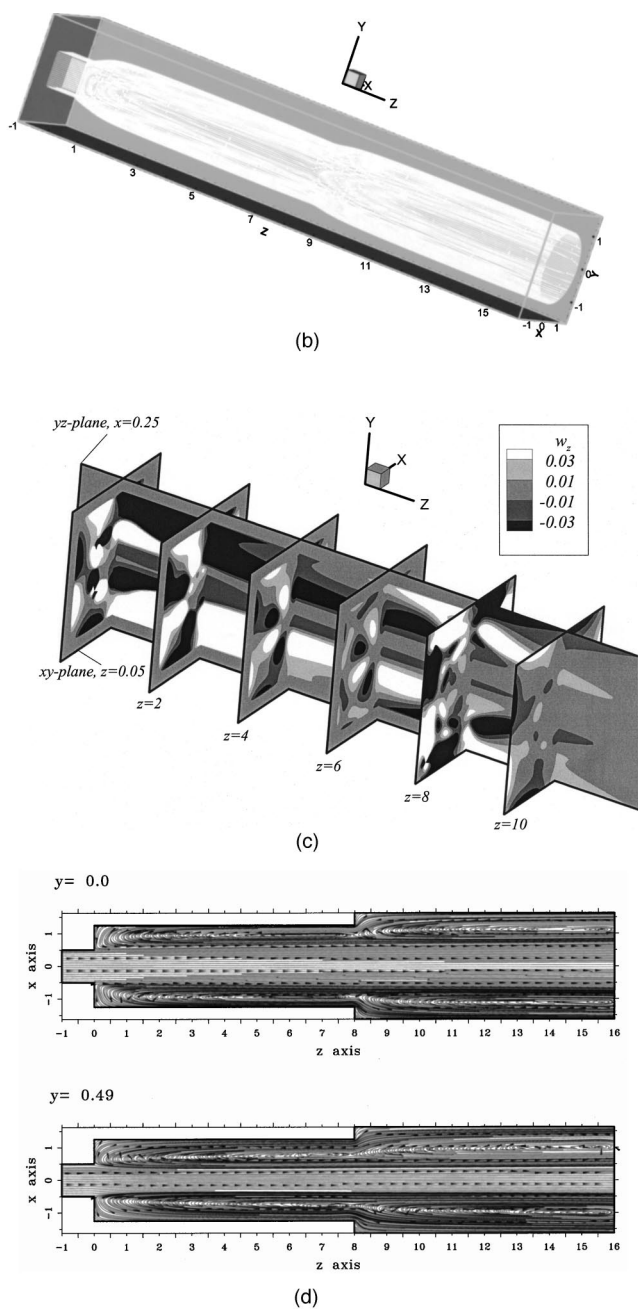 Y
X
Z
-1
1
3
5
7
z
9
11
13
15
-1
0
1
X
1
0
Y
-1
(b)
yz-plane, x=0.25
Y
X
Z
w_z
0.03
0.01
-0.01
-0.03
xy-plane, z=0.05
z=2
z=4
z=6
z=8
z=10
(c)
y= 0.0
x axis
1
0
-1
-1 0 1 2 3 4 5 6 7 8 9 10 11 12 13 14 15 16
z axis
y= 0.49
x axis
1
0
-1
-1 0 1 2 3 4 5 6 7 8 9 10 11 12 13 14 15 16
z axis
(d)